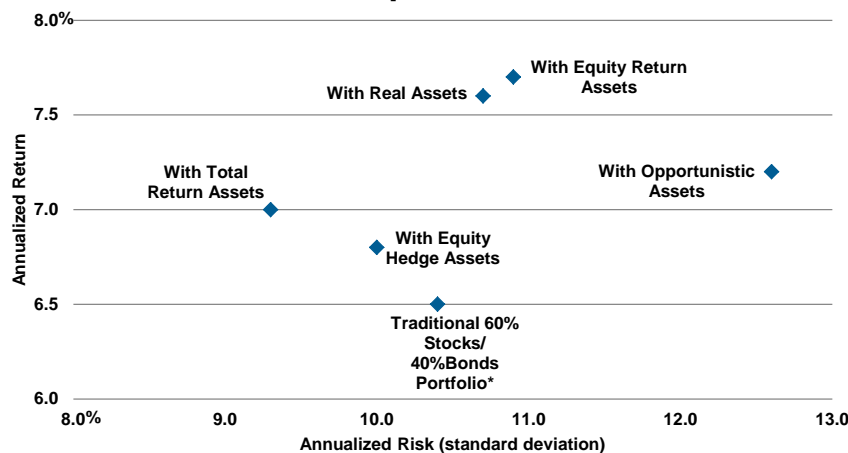 8.0%
With Equity Return
Assets
With Real Assets
7.5
With Total
Return Assets
With Opportunistic
Assets
Annualized Return
7.0
With Equity
Hedge Assets
6.5
Traditional 60%
Stocks/
40%Bonds
Portfolio*
6.0
8.0% 9.0 10.0 11.0 12.0 13.0
Annualized Risk (standard deviation)